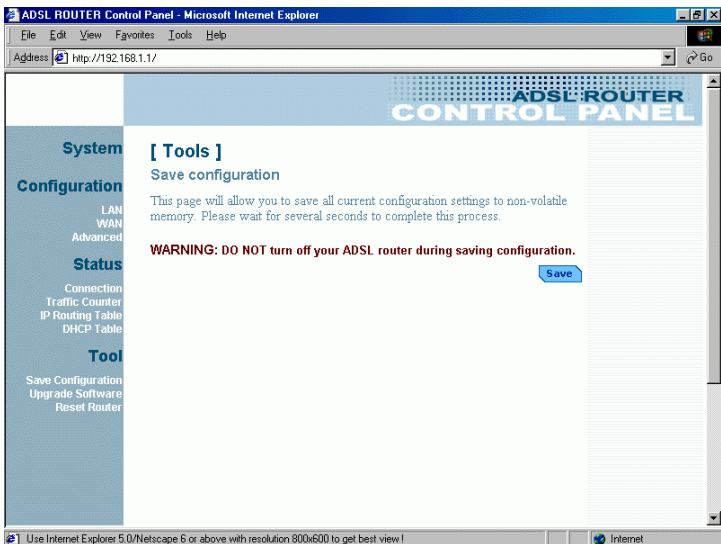 ADSL ROUTER Control Panel - Microsoft Internet Explorer
File Edit View Favorites Tools Help
Address http://192.168.1.1/ Go
ADSL ROUTER
CONTROL PANEL
System
Configuration
LAN
WAN
Advanced
Status
Connection
Traffic Counter
IP Routing Table
DHCP Table
Tool
Save Configuration
Upgrade Software
Reset Router
[ Tools ]
Save configuration
This page will allow you to save all current configuration settings to non-volatile
memory. Please wait for several seconds to complete this process.
WARNING: DO NOT turn off your ADSL router during saving configuration.
Save
Use Internet Explorer 5.0/Netscape 6 or above with resolution 800x600 to get best view !
Internet